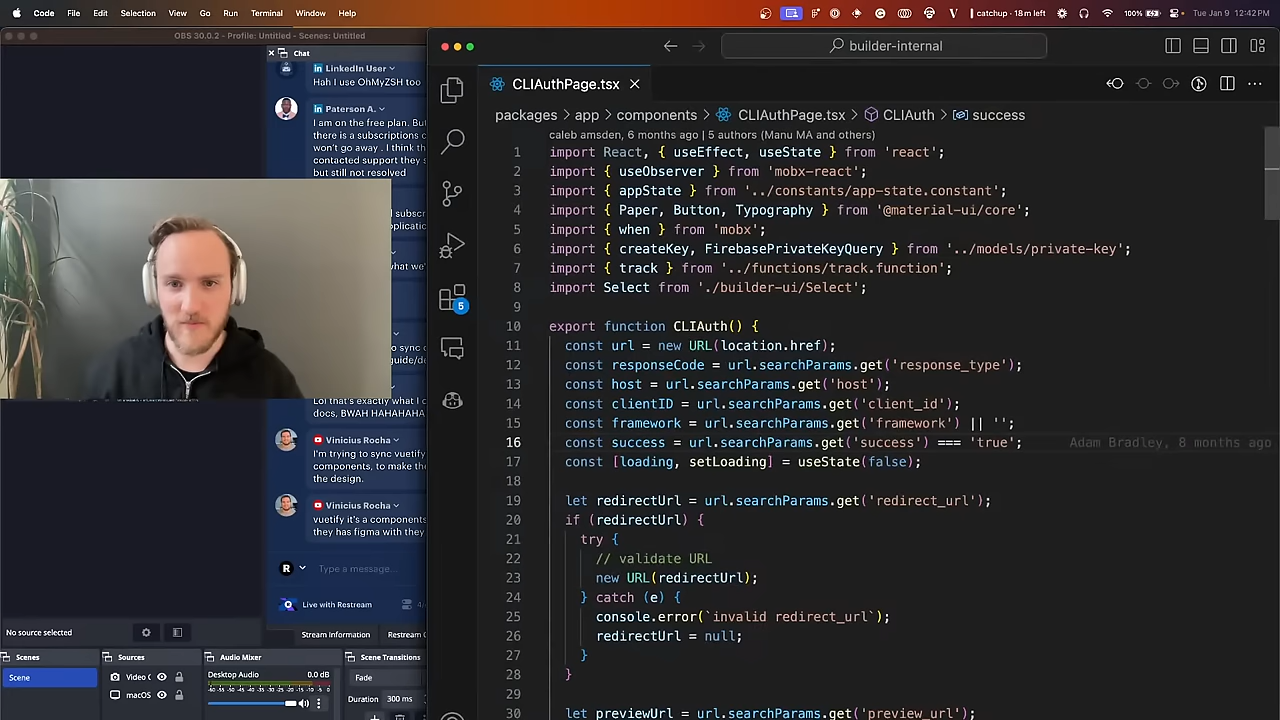 Code File Edit Selection View Go Run Terminal Window Help
catchup · 18m left 100% Tue Jan 9 12:42 PM
OBS 30.0.2 - Profile: Untitled - Scenes: Untitled
Chat
LinkedIn User
Hah I use OhMyZSH too
Paterson A.
I am on the free plan. But
there is a subscriptions c
won't go away . I think th
contacted support they s
but still not resolved
subscr
plicatio
what we'
o sync
guide/de
Lol that's exactly what I
docs, BWAH HAHAHAHA
Vinicius Rocha
I'm trying to sync vuetify
components, to make the
the design.
Vinicius Rocha
vuetify it's a components
they has figma with they
R Type a message...
Live with Restream
Stream Information Restream
No source selected
Scenes Sources Audio Mixer Scene Transitions
Scene
Video C
macOS
Desktop Audio 0.0 dB
Fade
Duration 300 ms
builder-internal
CLIAuthPage.tsx
packages > app > components > CLIAuthPage.tsx > CLIAuth > success
5
caleb amsden, 6 months ago | 5 authors (Manu MA and others)
1 import React, { useEffect, useState } from 'react';
2 import { useObserver } from 'mobx-react';
3 import { appState } from '../constants/app-state.constant';
4 import { Paper, Button, Typography } from '@material-ui/core';
5 import { when } from 'mobx';
6 import { createKey, FirebasePrivateKeyQuery } from '../models/private-key';
7 import { track } from '../functions/track.function';
8 import Select from './builder-ui/Select';
9
10 export function CLIAuth() {
11 const url = new URL(location.href);
12 const responseCode = url.searchParams.get('response_type');
13 const host = url.searchParams.get('host');
14 const clientID = url.searchParams.get('client_id');
15 const framework = url.searchParams.get('framework') || '';
16 const success = url.searchParams.get('success') === 'true'; Adam Bradley, 8 months ago
17 const [loading, setLoading] = useState(false);
18
19 let redirectUrl = url.searchParams.get('redirect_url');
20 if (redirectUrl) {
21 try {
22 // validate URL
23 new URL(redirectUrl);
24 } catch (e) {
25 console.error(`invalid redirect_url`);
26 redirectUrl = null;
27 }
28 }
29
30 let previewUrl = url.searchParams.get('preview_url');